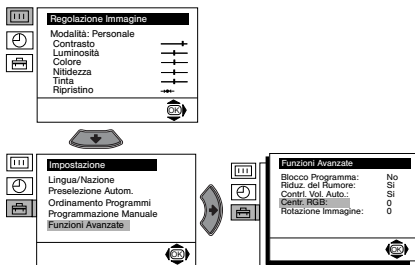 Regolazione Immagine
Modalità: Personale
Contrasto
Luminosità
Colore
Nitidezza
Tinta
Ripristino
OK
Impostazione
Lingua/Nazione
Preselezione Autom.
Ordinamento Programmi
Programmazione Manuale
Funzioni Avanzate
OK
Funzioni Avanzate
Blocco Programma: No
Riduz. del Rumore: Si
Contrl. Vol. Auto.: Si
Centr. RGB: 0
Rotazione Immagine: 0
OK